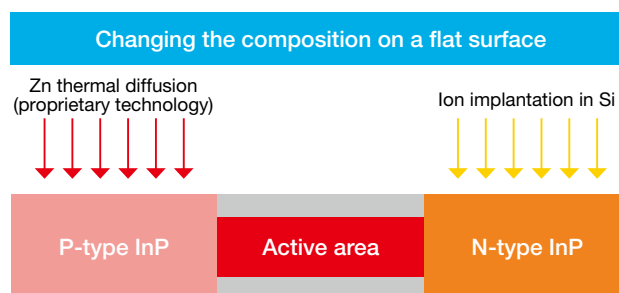 Changing the composition on a flat surface
Zn thermal diffusion
(proprietary technology)
Ion implantation in Si
P-type InP
Active area
N-type InP